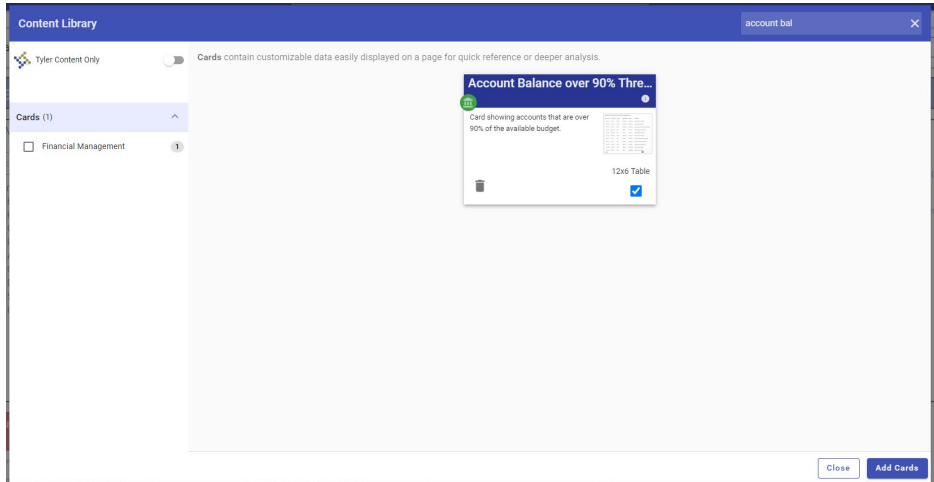 Content Library
account bal
Tyler Content Only
Cards contain customizable data easily displayed on a page for quick reference or deeper analysis.
Cards (1)
Financial Management
1
Account Balance over 90% Thre...
Card showing accounts that are over
90% of the available budget.
12x6 Table
Close
Add Cards